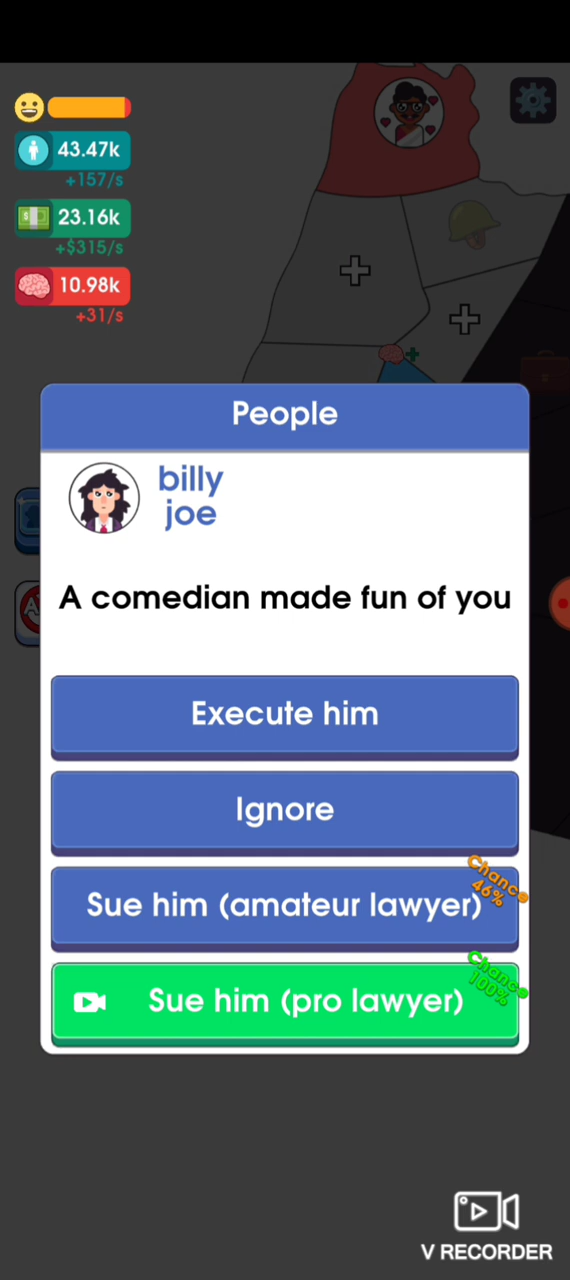 43.47k
+157/s
$
23.16k
+$315/s
10.98k
+31/s
People
billy
joe
A comedian made fun of you
Execute him
Ignore
Chance
46%
Sue him (amateur lawyer)
Chance
100%
Sue him (pro lawyer)
V RECORDER